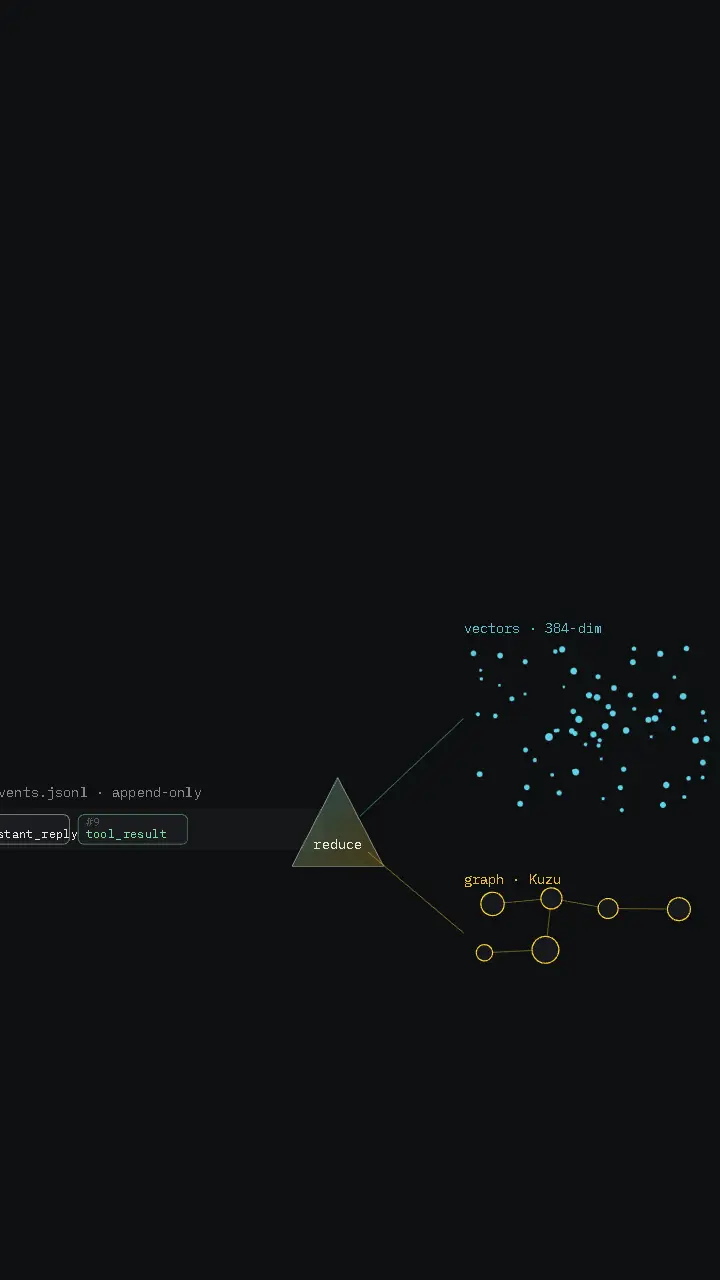 vectors · 384-dim
vents.jsonl · append-only
#9
stant_reply
tool_result
reduce
graph · Kuzu